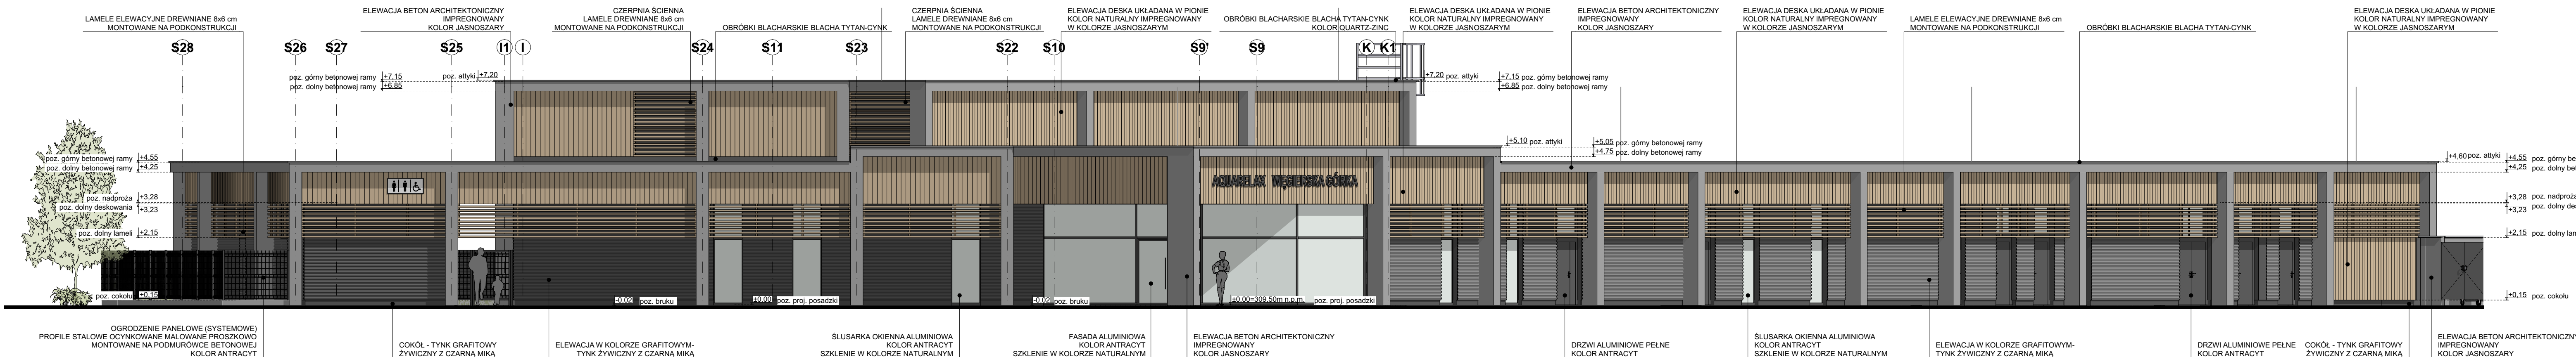 LAMELE ELEWACYJNE DREWNIANE 8x6 cm
MONTOWANE NA PODKONSTRUKCJI
ELEWACJA BETON ARCHITEKTONICZNY
IMPREGNOWANY
KOLOR JASNOSZARY
CZERPNIA ŚCIENNA
LAMELE DREWNIANE 8x6 cm
MONTOWANE NA PODKONSTRUKCJI
OBRÓBKI BLACHARSKIE BLACHA TYTAN-CYNK
CZERPNIA ŚCIENNA
LAMELE DREWNIANE 8x6 cm
MONTOWANE NA PODKONSTRUKCJI
ELEWACJA DESKA UKŁADANA W PIONIE
KOLOR NATURALNY IMPREGNOWANY
W KOLORZE JASNOSZARYM
OBRÓBKI BLACHARSKIE BLACHA TYTAN-CYNK
KOLOR QUARTZ-ZINC
ELEWACJA DESKA UKŁADANA W PIONIE
KOLOR NATURALNY IMPREGNOWANY
W KOLORZE JASNOSZARYM
ELEWACJA BETON ARCHITEKTONICZNY
IMPREGNOWANY
KOLOR JASNOSZARY
ELEWACJA DESKA UKŁADANA W PIONIE
KOLOR NATURALNY IMPREGNOWANY
W KOLORZE JASNOSZARYM
LAMELE ELEWACYJNE DREWNIANE 8x6 cm
MONTOWANE NA PODKONSTRUKCJI
OBRÓBKI BLACHARSKIE BLACHA TYTAN-CYNK
ELEWACJA DESKA UKŁADANA W PIONIE
KOLOR NATURALNY IMPREGNOWANY
W KOLORZE JASNOSZARYM
S28 S26 S27 S25 I1 I S24 S11 S23 S22 S10 S9' S9 K K1
poz. górny betonowej ramy +7,15
poz. dolny betonowej ramy +6,85
poz. attyki +7,20
+7,20 poz. attyki
+7,15 poz. górny betonowej ramy
+6,85 poz. dolny betonowej ramy
+5,10 poz. attyki
+5,05 poz. górny betonowej ramy
+4,75 poz. dolny betonowej ramy
poz. górny betonowej ramy +4,55
poz. dolny betonowej ramy +4,25
poz. nadproża +3,28
poz. dolny deskowania +3,23
poz. dolny lameli +2,15
poz. cokołu +0,15
AQUARELAX WĘGIERSKA GÓRKA
+4,60 poz. attyki
+4,55 poz. górny be
+4,25 poz. dolny be
+3,28 poz. nadproża
+3,23 poz. dolny des
+2,15 poz. dolny lam
+0,15 poz. cokołu
-0,02 poz. bruku
±0,00 poz. proj. posadzki
-0,02 poz. bruku
±0.00=309.50m n.p.m. poz. proj. posadzki
OGRODZENIE PANELOWE (SYSTEMOWE)
PROFILE STALOWE OCYNKOWANE MALOWANE PROSZKOWO
MONTOWANE NA PODMURÓWCE BETONOWEJ
KOLOR ANTRACYT
COKÓŁ - TYNK GRAFITOWY
ŻYWICZNY Z CZARNĄ MIKĄ
ELEWACJA W KOLORZE GRAFITOWYM-
TYNK ŻYWICZNY Z CZARNĄ MIKĄ
ŚLUSARKA OKIENNA ALUMINIOWA
KOLOR ANTRACYT
SZKLENIE W KOLORZE NATURALNYM
FASADA ALUMINIOWA
KOLOR ANTRACYT
SZKLENIE W KOLORZE NATURALNYM
ELEWACJA BETON ARCHITEKTONICZNY
IMPREGNOWANY
KOLOR JASNOSZARY
DRZWI ALUMINIOWE PEŁNE
KOLOR ANTRACYT
ŚLUSARKA OKIENNA ALUMINIOWA
KOLOR ANTRACYT
SZKLENIE W KOLORZE NATURALNYM
ELEWACJA W KOLORZE GRAFITOWYM-
TYNK ŻYWICZNY Z CZARNĄ MIKĄ
DRZWI ALUMINIOWE PEŁNE
KOLOR ANTRACYT
COKÓŁ - TYNK GRAFITOWY
ŻYWICZNY Z CZARNĄ MIKĄ
ELEWACJA BETON ARCHITEKTONICZNY
IMPREGNOWANY
KOLOR JASNOSZARY